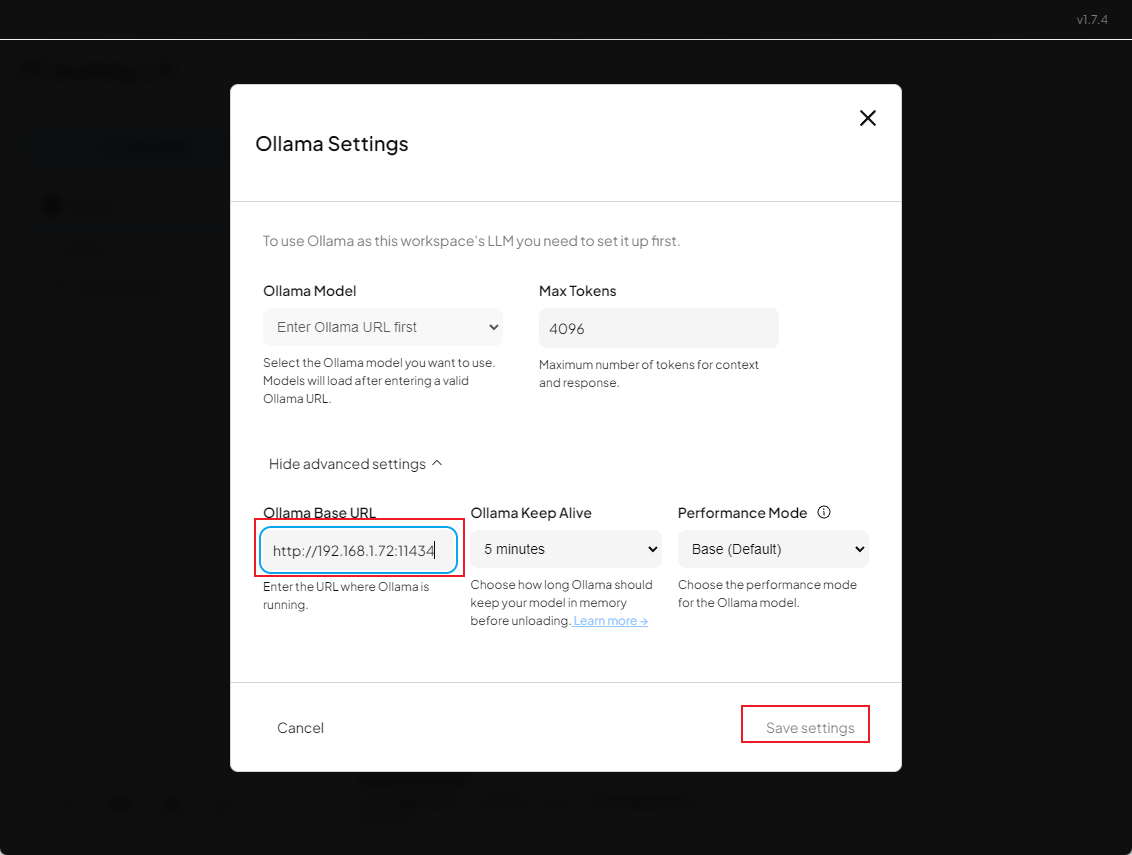 v1.7.4
Ollama Settings
To use Ollama as this workspace's LLM you need to set it up first.
Ollama Model
Enter Ollama URL first
Select the Ollama model you want to use.
Models will load after entering a valid
Ollama URL.
Max Tokens
4096
Maximum number of tokens for context
and response.
Hide advanced settings
Ollama Base URL
http://192.168.1.72:11434
Enter the URL where Ollama is
running.
Ollama Keep Alive
5 minutes
Choose how long Ollama should
keep your model in memory
before unloading. Learn more →
Performance Mode
Base (Default)
Choose the performance mode
for the Ollama model.
Cancel
Save settings